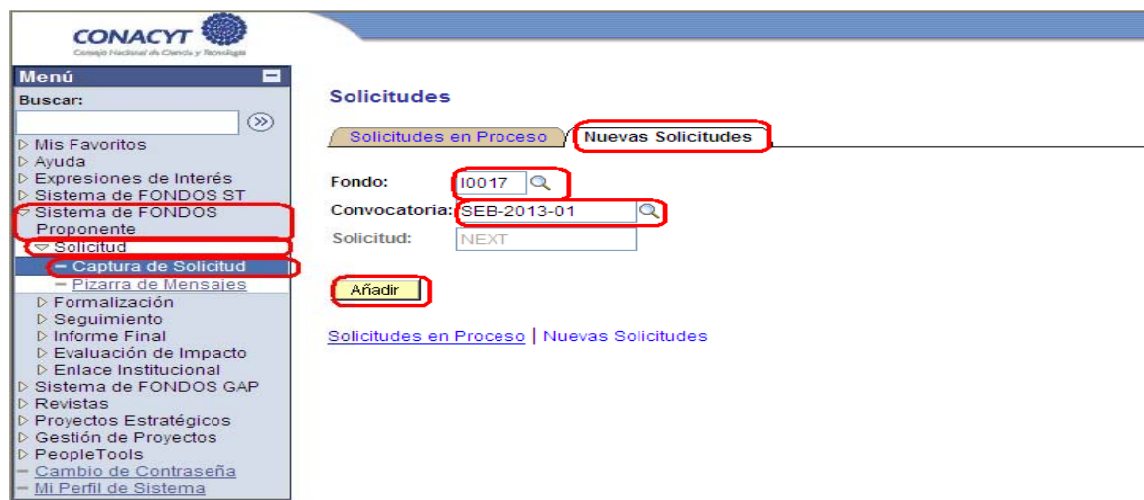 CONACYT
Consejo Nacional de Ciencia y Tecnología
Menú
Buscar:
Mis Favoritos
Ayuda
Expresiones de Interés
Sistema de FONDOS ST
Sistema de FONDOS
Proponente
Solicitud
Captura de Solicitud
Pizarra de Mensajes
Formalización
Seguimiento
Informe Final
Evaluación de Impacto
Enlace Institucional
Sistema de FONDOS GAP
Revistas
Proyectos Estratégicos
Gestión de Proyectos
PeopleTools
Cambio de Contraseña
Mi Perfil de Sistema
Solicitudes
Solicitudes en Proceso Nuevas Solicitudes
Fondo: I0017
Convocatoria: SEB-2013-01
Solicitud: NEXT
Añadir
Solicitudes en Proceso | Nuevas Solicitudes